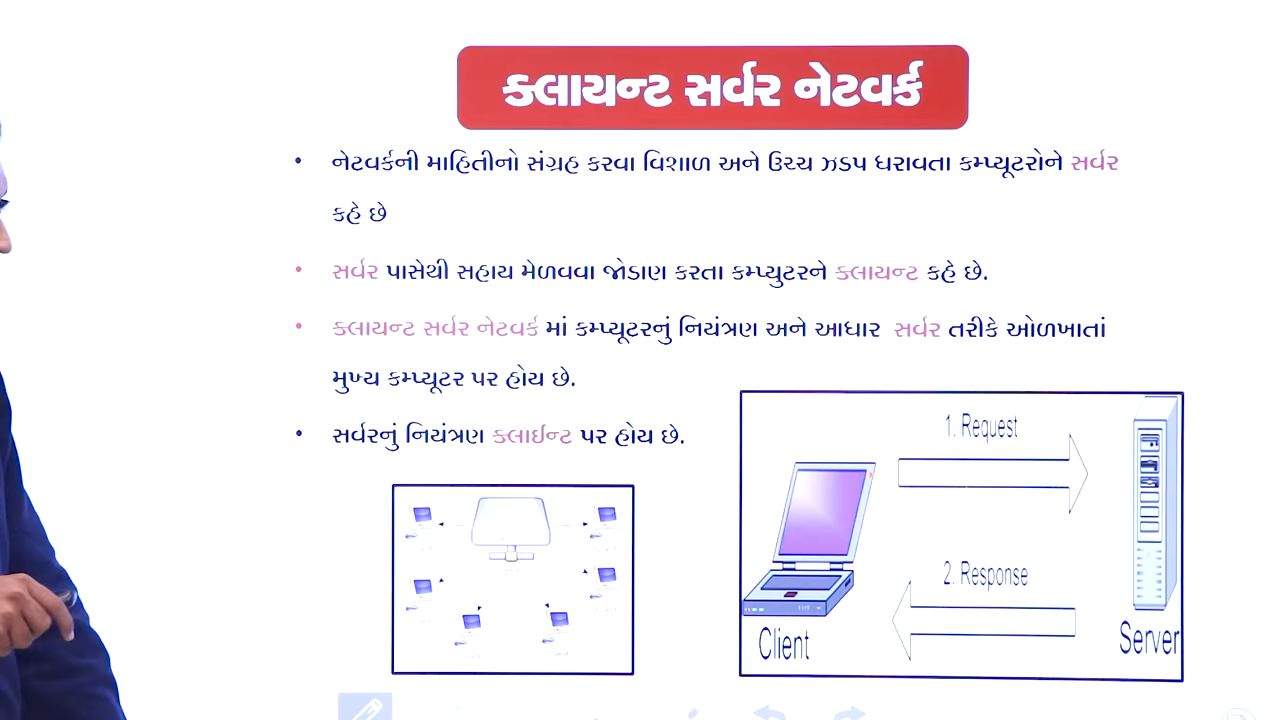 ક્લાયન્ટ સર્વર નેટવર્ક
• નેટવર્કની માહિતીનો સંગ્રહ કરવા વિશાળ અને ઉચ્ચ ઝડપ ધરાવતા કમ્પ્યૂટરોને સર્વર
કહે છે
• સર્વર પાસેથી સહાય મેળવવા જોડાણ કરતા કમ્પ્યુટરને ક્લાયન્ટ કહે છે.
• ક્લાયન્ટ સર્વર નેટવર્ક માં કમ્પ્યૂટરનું નિયંત્રણ અને આધાર સર્વર તરીકે ઓળખાતાં
મુખ્ય કમ્પ્યૂટર પર હોય છે.
• સર્વરનું નિયંત્રણ ક્લાઈન્ટ પર હોય છે.
1. Request
2. Response
Client
Server